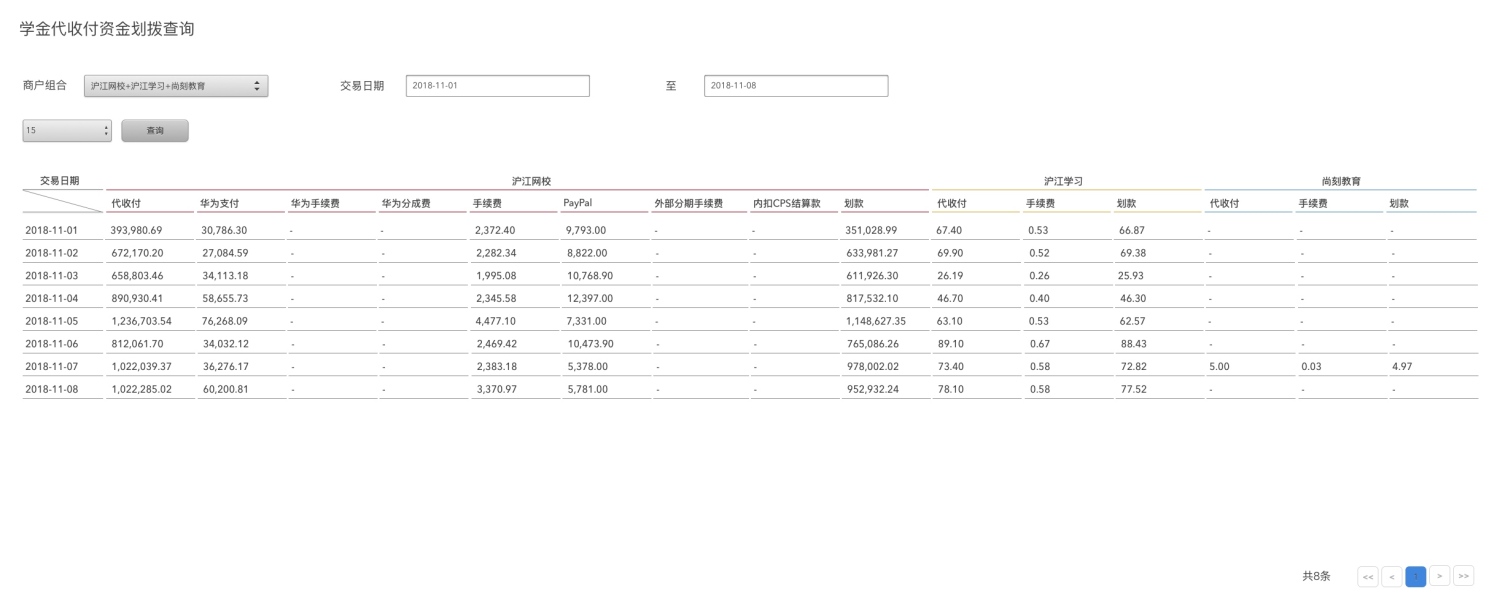 学金代收付资金划拨查询
商户组合 沪江网校+沪江学习+尚刻教育 交易日期 2018-11-01 至 2018-11-08
15 查询
交易日期 沪江网校 沪江学习 尚刻教育
代收付 华为支付 华为手续费 华为分成费 手续费 PayPal 外部分期手续费 内扣CPS结算款 划款 代收付 手续费 划款 代收付 手续费 划款
2018-11-01 393,980.69 30,786.30 - - 2,372.40 9,793.00 - - 351,028.99 67.40 0.53 66.87 - - -
2018-11-02 672,170.20 27,084.59 - - 2,282.34 8,822.00 - - 633,981.27 69.90 0.52 69.38 - - -
2018-11-03 658,803.46 34,113.18 - - 1,995.08 10,768.90 - - 611,926.30 26.19 0.26 25.93 - - -
2018-11-04 890,930.41 58,655.73 - - 2,345.58 12,397.00 - - 817,532.10 46.70 0.40 46.30 - - -
2018-11-05 1,236,703.54 76,268.09 - - 4,477.10 7,331.00 - - 1,148,627.35 63.10 0.53 62.57 - - -
2018-11-06 812,061.70 34,032.12 - - 2,469.42 10,473.90 - - 765,086.26 89.10 0.67 88.43 - - -
2018-11-07 1,022,039.37 36,276.17 - - 2,383.18 5,378.00 - - 978,002.02 73.40 0.58 72.82 5.00 0.03 4.97
2018-11-08 1,022,285.02 60,200.81 - - 3,370.97 5,781.00 - - 952,932.24 78.10 0.58 77.52 - - -
共8条 << < 1 > >>